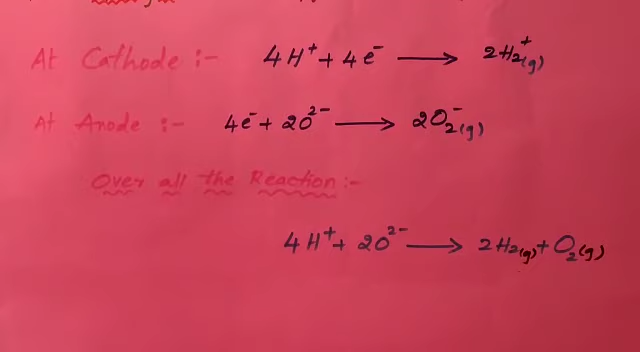 At Cathode :- 4H⁺ + 4e⁻ ⟶ 2H₂⁺(g)
At Anode :- 4e⁻ + 2O²⁻ ⟶ 2O₂⁻(g)
Over all the Reaction :-
4H⁺ + 2O²⁻ ⟶ 2H₂(g) + O₂(g)